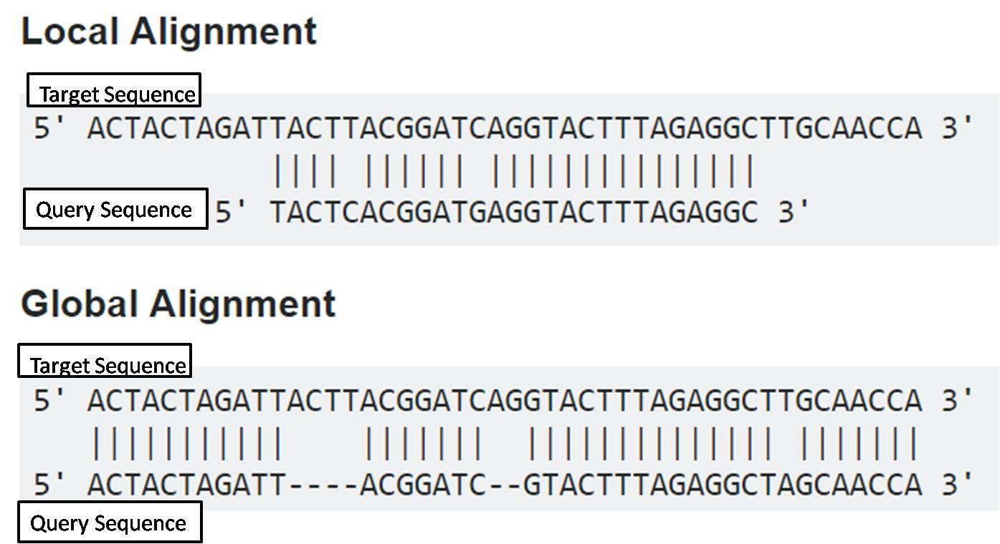 Local Alignment
Target Sequence
5' ACTACTAGATTACTTACGGATCAGGTACTTTAGAGGCTTGCAACCA 3'
|||| |||||| |||||||||||||||
Query Sequence 5' TACTCACGGATGAGGTACTTTAGAGGC 3'
Global Alignment
Target Sequence
5' ACTACTAGATTACTTACGGATCAGGTACTTTAGAGGCTTGCAACCA 3'
|||||||||||    |||||||  |||||||||||||| |||||||
5' ACTACTAGATT----ACGGATC--GTACTTTAGAGGCTAGCAACCA 3'
Query Sequence